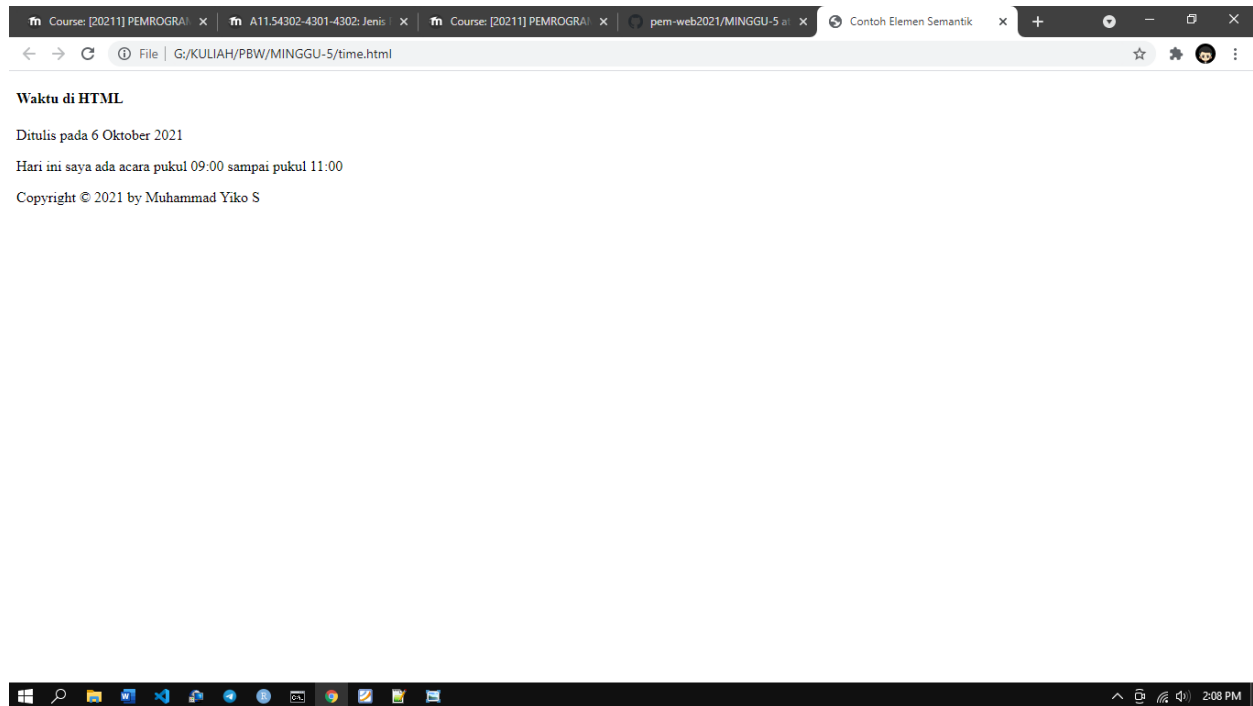 Course: [20211] PEMROGRA
A11.54302-4301-4302: Jenis
Course: [20211] PEMROGRA
pem-web2021/MINGGU-5 at
Contoh Elemen Semantik
File G:/KULIAH/PBW/MINGGU-5/time.html
Waktu di HTML
Ditulis pada 6 Oktober 2021
Hari ini saya ada acara pukul 09:00 sampai pukul 11:00
Copyright © 2021 by Muhammad Yiko S
2:08 PM